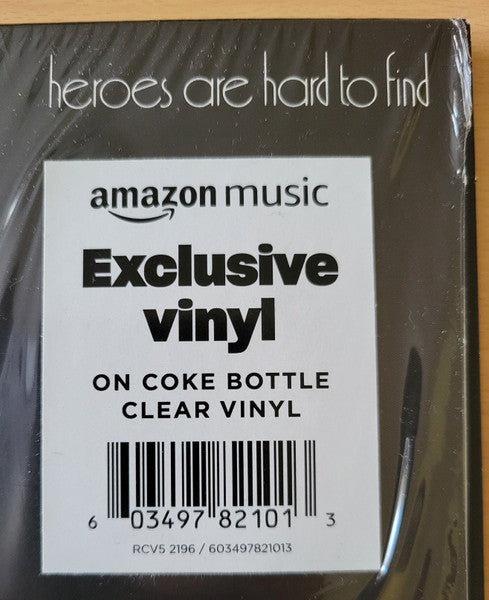 heroes are hard to find
amazon music
Exclusive
vinyl
ON COKE BOTTLE
CLEAR VINYL
6 03497 82101 3
RCV5 2196 / 603497821013